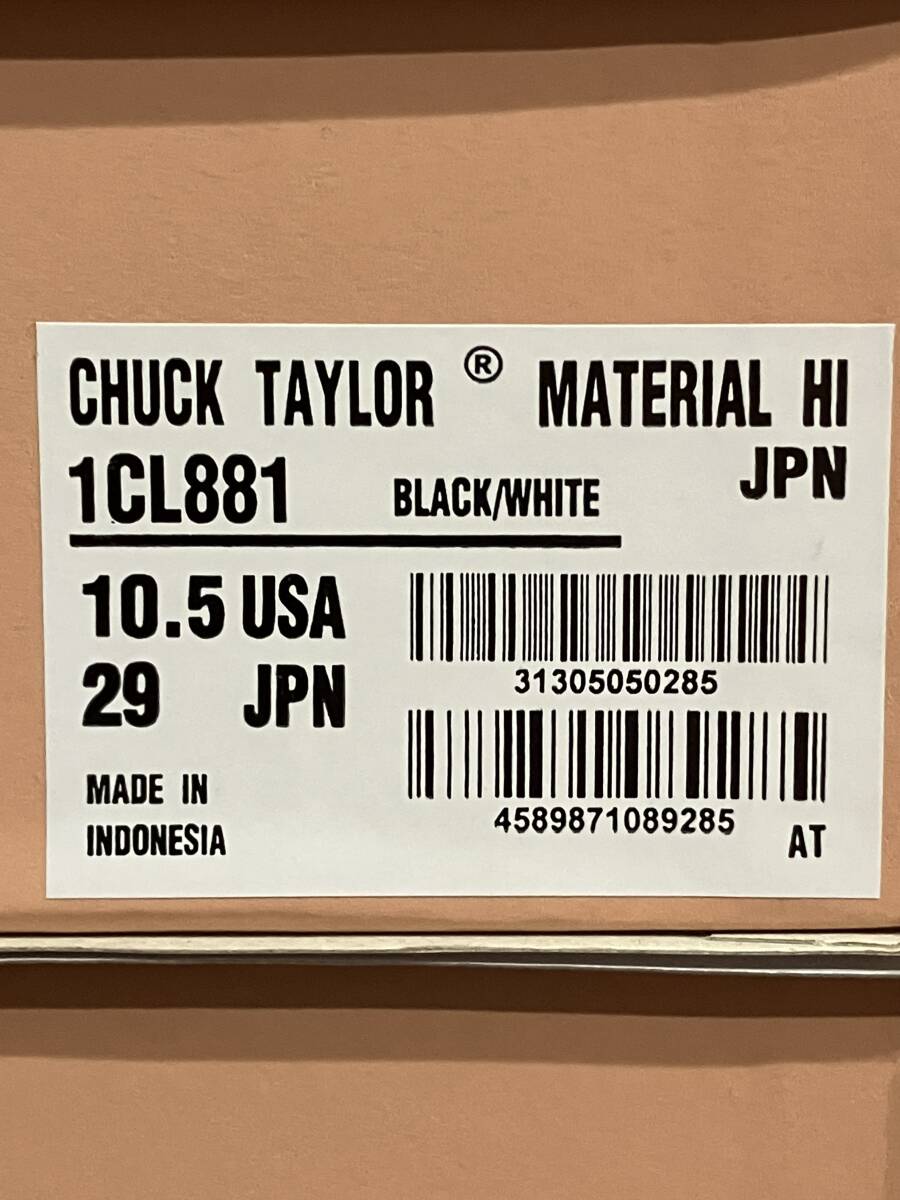 CHUCK TAYLOR ® MATERIAL HI
JPN
1CL881 BLACK/WHITE
10.5 USA
29 JPN
31305050285
4589871089285
MADE IN
INDONESIA
AT